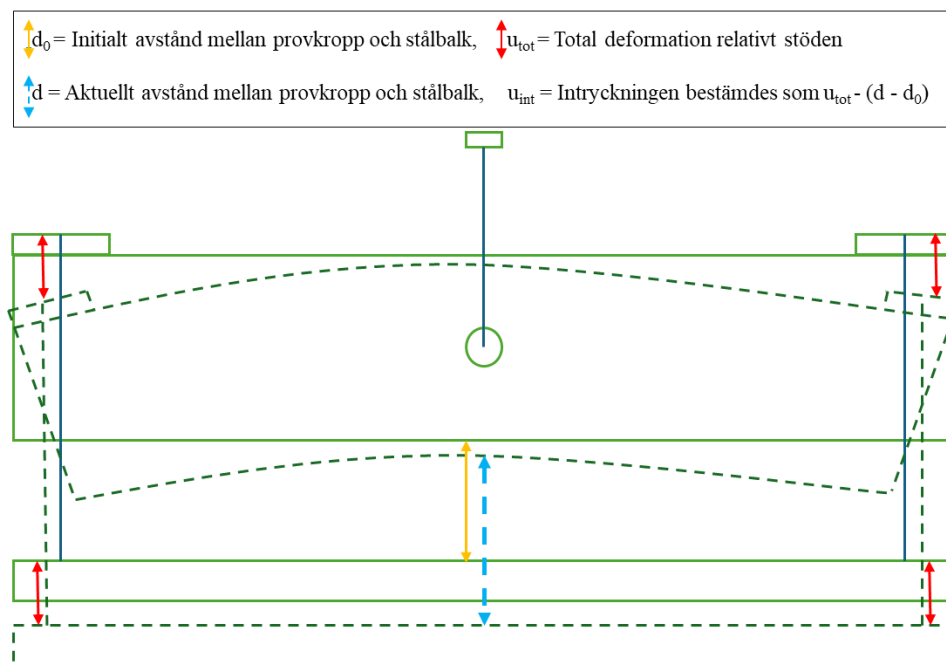 d₀ = Initialt avstånd mellan provkropp och stålbalk, uₜₒₜ = Total deformation relativt stöden
d = Aktuellt avstånd mellan provkropp och stålbalk, uᵢₙₜ = Intryckningen bestämdes som uₜₒₜ - (d - d₀)